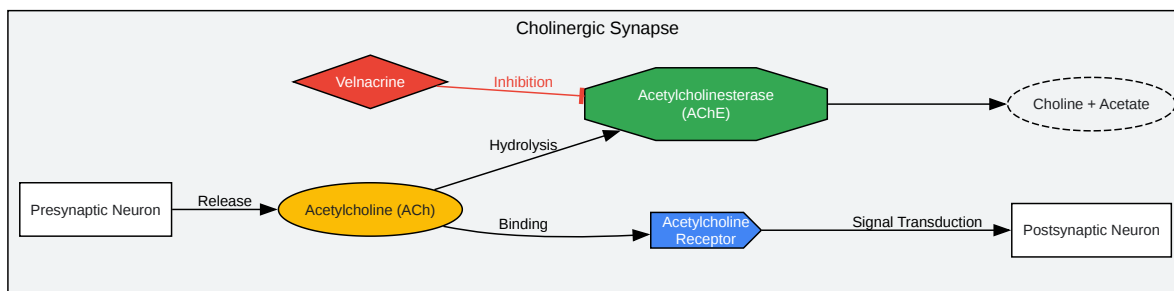 Cholinergic Synapse
Velnacrine
Inhibition
Acetylcholinesterase
(AChE)
Choline + Acetate
Hydrolysis
Presynaptic Neuron
Release
Acetylcholine (ACh)
Binding
Acetylcholine
Receptor
Signal Transduction
Postsynaptic Neuron